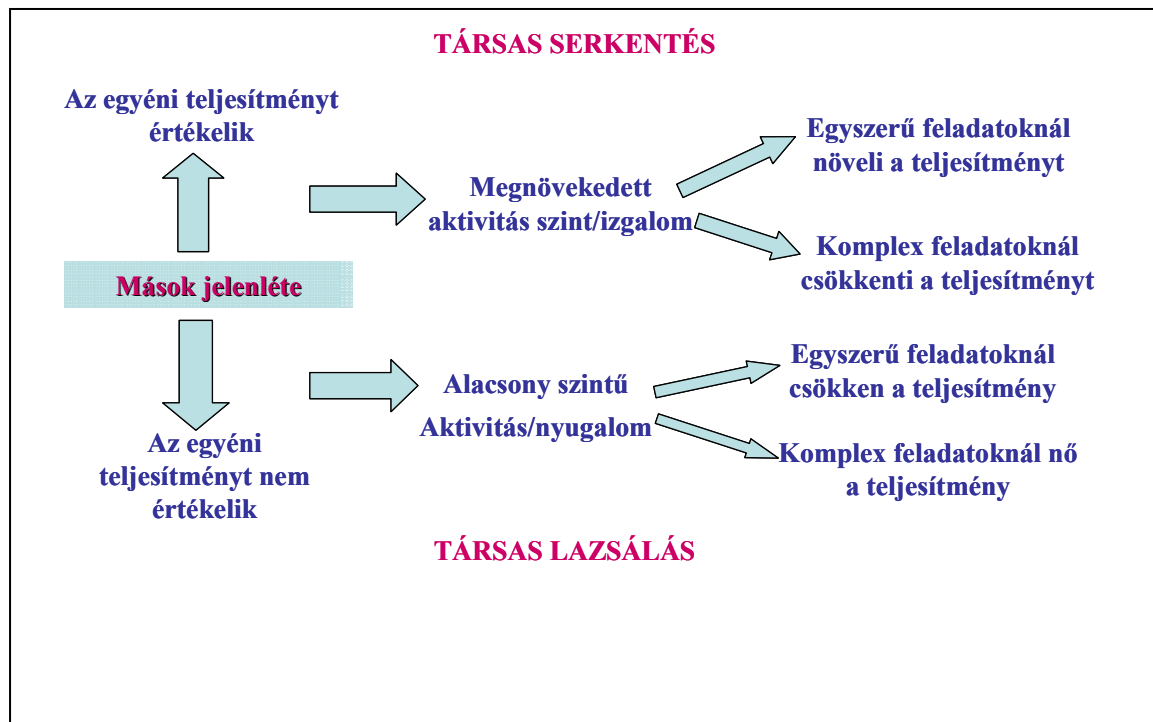 TÁRSAS SERKENTÉS
Az egyéni teljesítményt
értékelik
Egyszerű feladatoknál
növeli a teljesítményt
Megnövekedett
aktivitás szint/izgalom
Komplex feladatoknál
csökkenti a teljesítményt
Mások jelenléte
Egyszerű feladatoknál
csökken a teljesítmény
Alacsony szintű
Aktivitás/nyugalom
Az egyéni
teljesítményt nem
értékelik
Komplex feladatoknál nő
a teljesítmény
TÁRSAS LAZSÁLÁS